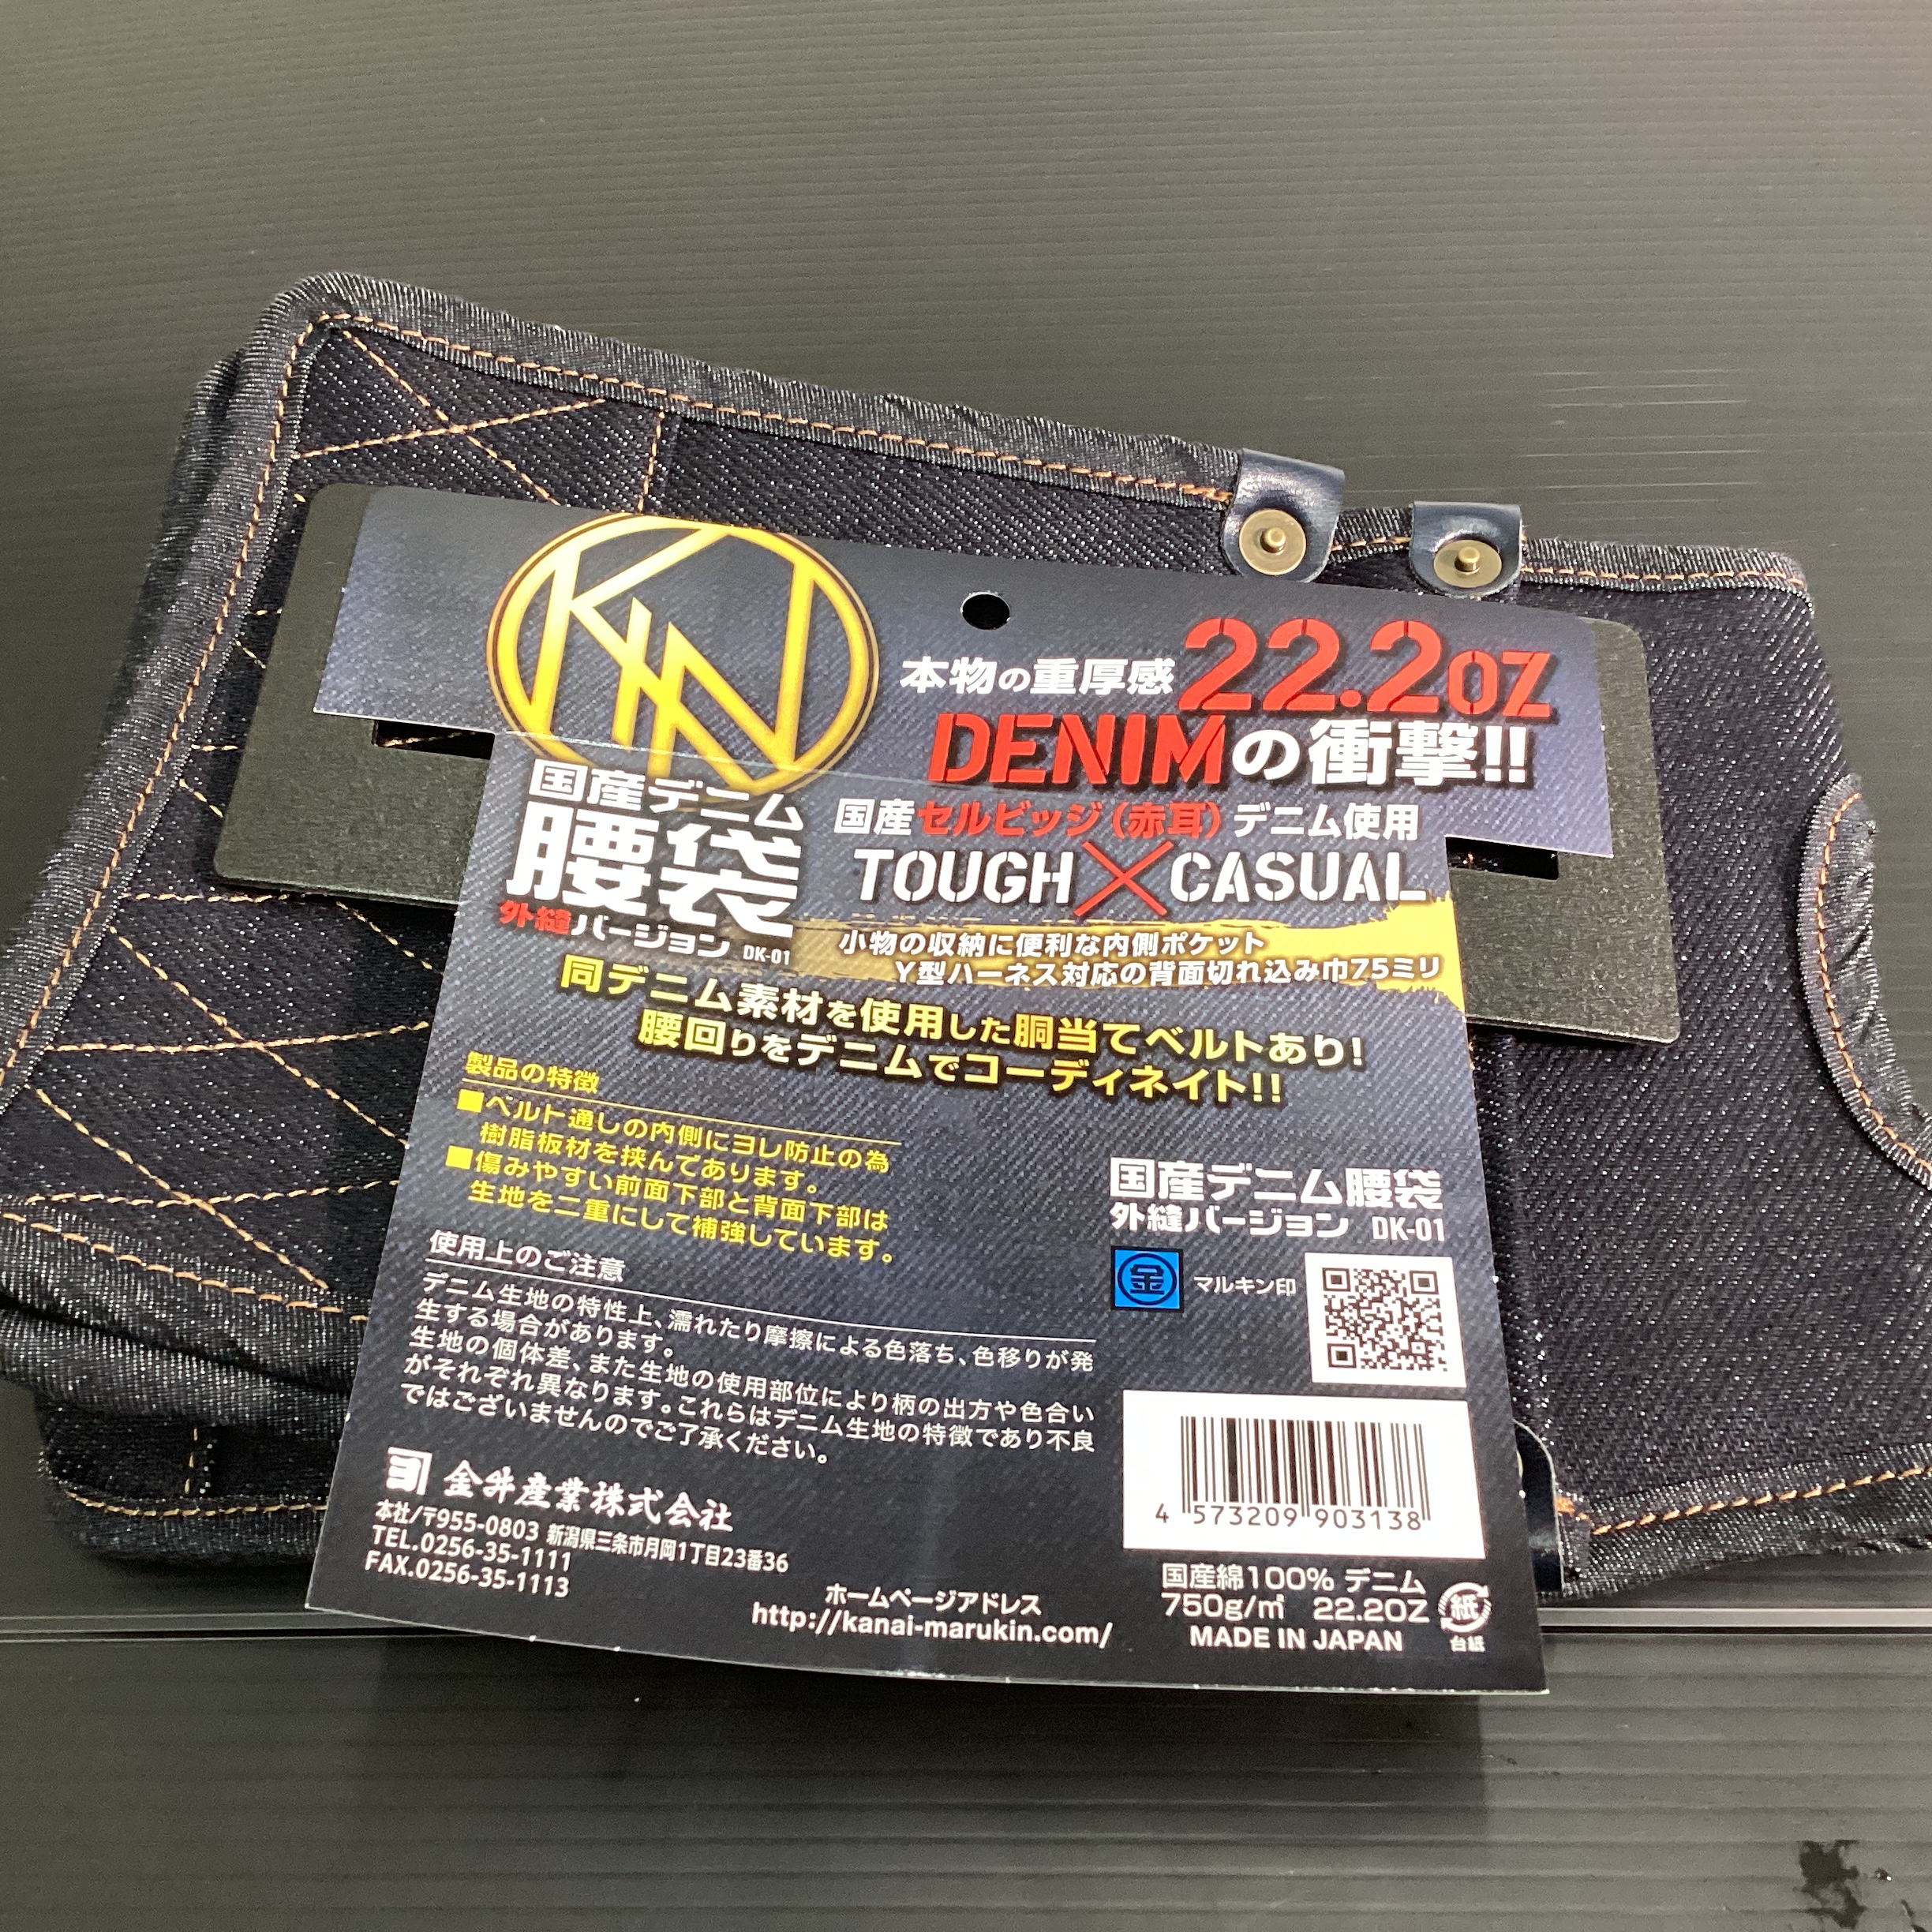 KN
本物の重厚感22.2OZ
DENIMの衝撃!!
国産デニム
腰袋
外縫バージョン DK-01
国産セルビッジ(赤耳)デニム使用
TOUGH×CASUAL
小物の収納に便利な内側ポケット
Y型ハーネス対応の背面切れ込み巾75ミリ
同デニム素材を使用した胴当てベルトあり!
腰回りをデニムでコーディネイト!!
製品の特徴
■ベルト通しの内側にヨレ防止の為
樹脂板材を挟んであります。
■傷みやすい前面下部と背面下部は
生地を二重にして補強しています。
使用上のご注意
デニム生地の特性上、濡れたり摩擦による色落ち、色移りが発
生する場合があります。
生地の個体差、また生地の使用部位により柄の出方や色合い
がそれぞれ異なります。これらはデニム生地の特徴であり不良
ではございませんのでご了承ください。
金井産業株式会社
本社/〒955-0803 新潟県三条市月岡1丁目23番36
TEL.0256-35-1111
FAX.0256-35-1113
ホームページアドレス
http://kanai-marukin.com/
国産デニム腰袋
外縫バージョン DK-01
金 マルキン印
4 573209 903138
国産綿100% デニム
750g/㎡ 22.2OZ
MADE IN JAPAN
紙
台紙